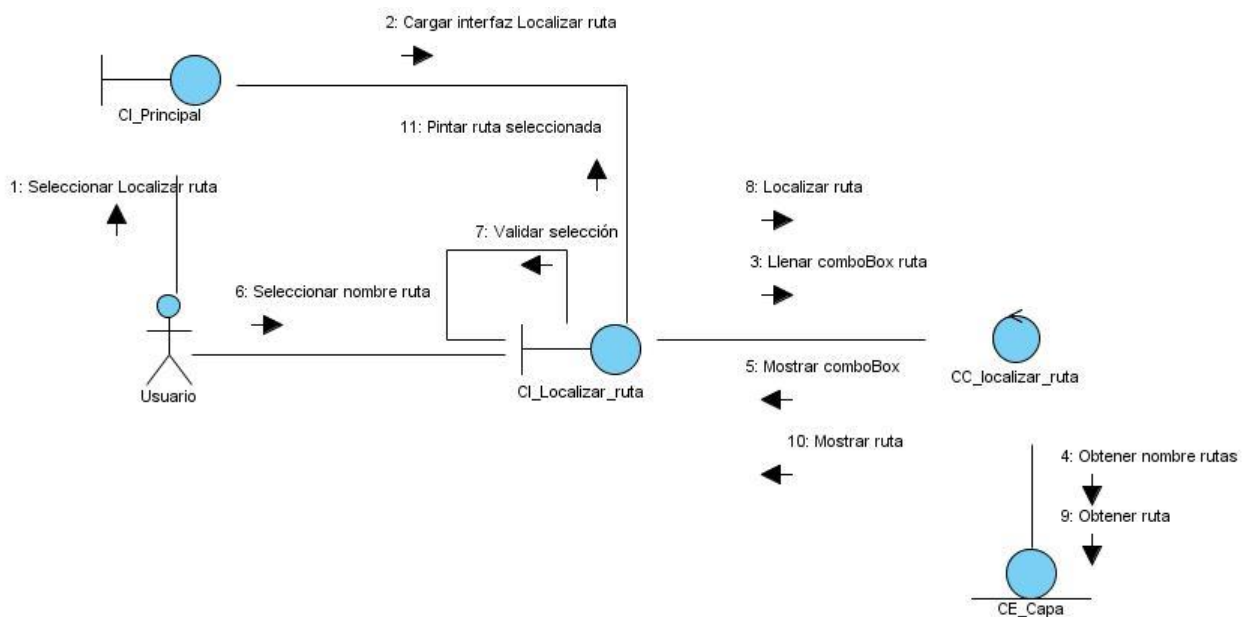 2: Cargar interfaz Localizar ruta
CI_Principal
11: Pintar ruta seleccionada
1: Seleccionar Localizar ruta
8: Localizar ruta
7: Validar selección
3: Llenar comboBox ruta
6: Seleccionar nombre ruta
5: Mostrar comboBox
CC_localizar_ruta
Usuario
CI_Localizar_ruta
10: Mostrar ruta
4: Obtener nombre rutas
9: Obtener ruta
CE_Capa